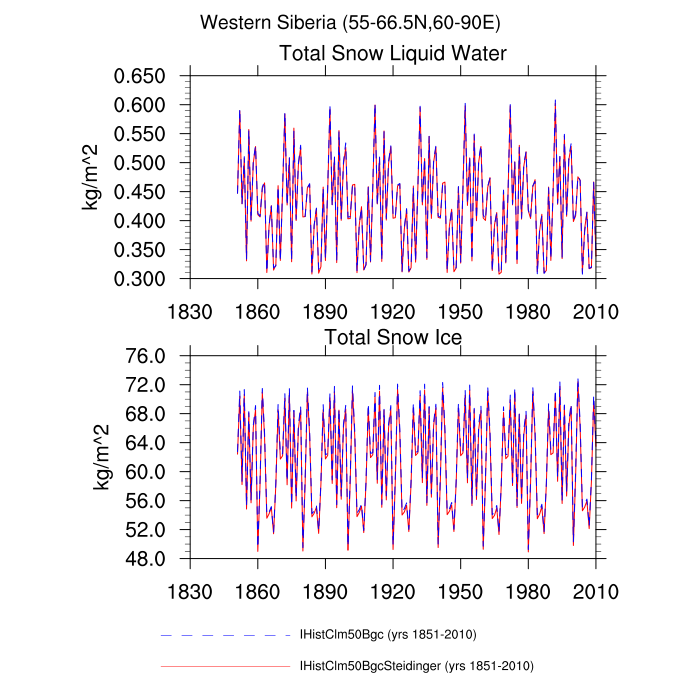 Western Siberia (55-66.5N,60-90E)
Total Snow Liquid Water
0.650
0.600
0.550
0.500
0.450
0.400
0.350
0.300
kg/m^2
1830 1860 1890 1920 1950 1980 2010
Total Snow Ice
76.0
72.0
68.0
64.0
60.0
56.0
52.0
48.0
kg/m^2
1830 1860 1890 1920 1950 1980 2010
IHistClm50Bgc (yrs 1851-2010)
IHistClm50BgcSteidinger (yrs 1851-2010)